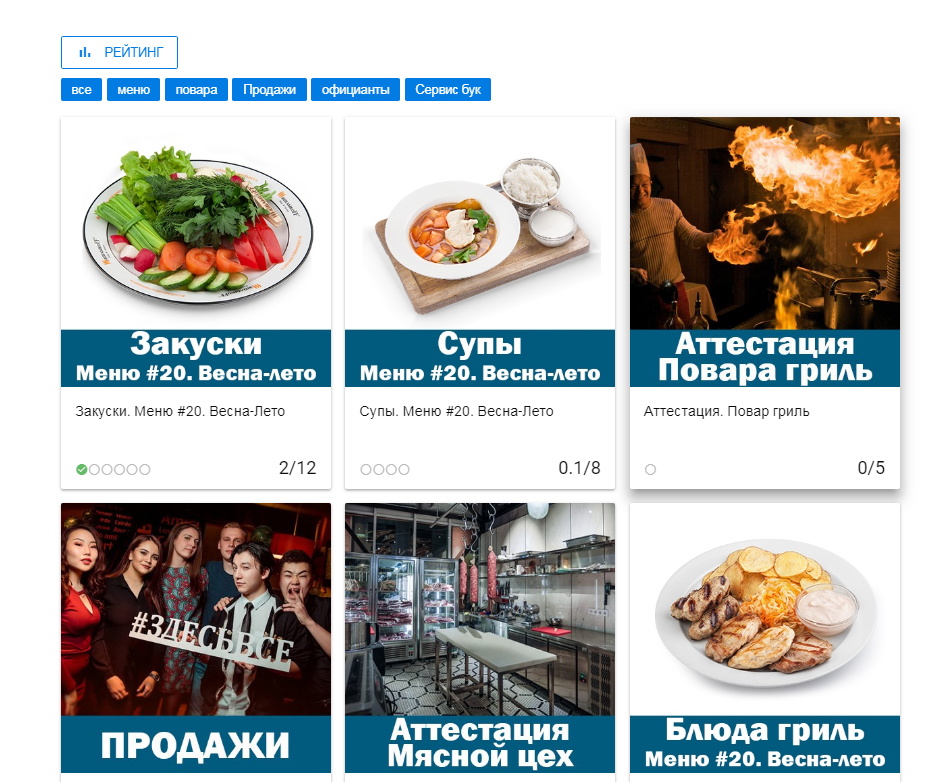 РЕЙТИНГ
все меню повара Продажи официанты Сервис бук
Закуски
Меню #20. Весна-лето
Закуски. Меню #20. Весна-Лето
2/12
Супы
Меню #20. Весна-лето
Супы. Меню #20. Весна-Лето
0.1/8
Аттестация
Повара гриль
Аттестация. Повар гриль
0/5
#ЗДЕСЬВСЕ
ПРОДАЖИ
Аттестация
Мясной цех
Блюда гриль
Меню #20. Весна-лето